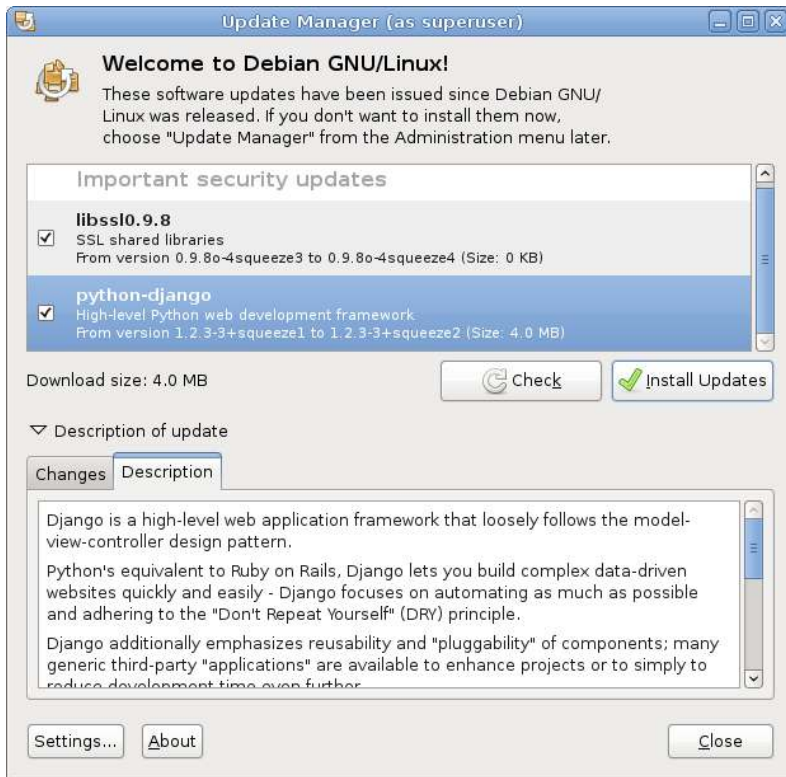 Update Manager (as superuser)
Welcome to Debian GNU/Linux!
These software updates have been issued since Debian GNU/
Linux was released. If you don't want to install them now,
choose "Update Manager" from the Administration menu later.
Important security updates
libssl0.9.8
SSL shared libraries
From version 0.9.8o-4squeeze3 to 0.9.8o-4squeeze4 (Size: 0 KB)
python-django
High-level Python web development framework
From version 1.2.3-3+squeeze1 to 1.2.3-3+squeeze2 (Size: 4.0 MB)
Download size: 4.0 MB
Check
Install Updates
Description of update
Changes
Description
Django is a high-level web application framework that loosely follows the model-
view-controller design pattern.
Python's equivalent to Ruby on Rails, Django lets you build complex data-driven
websites quickly and easily - Django focuses on automating as much as possible
and adhering to the "Don't Repeat Yourself" (DRY) principle.
Django additionally emphasizes reusability and "pluggability" of components; many
generic third-party "applications" are available to enhance projects or to simply to
reduce development time even further.
Settings...
About
Close